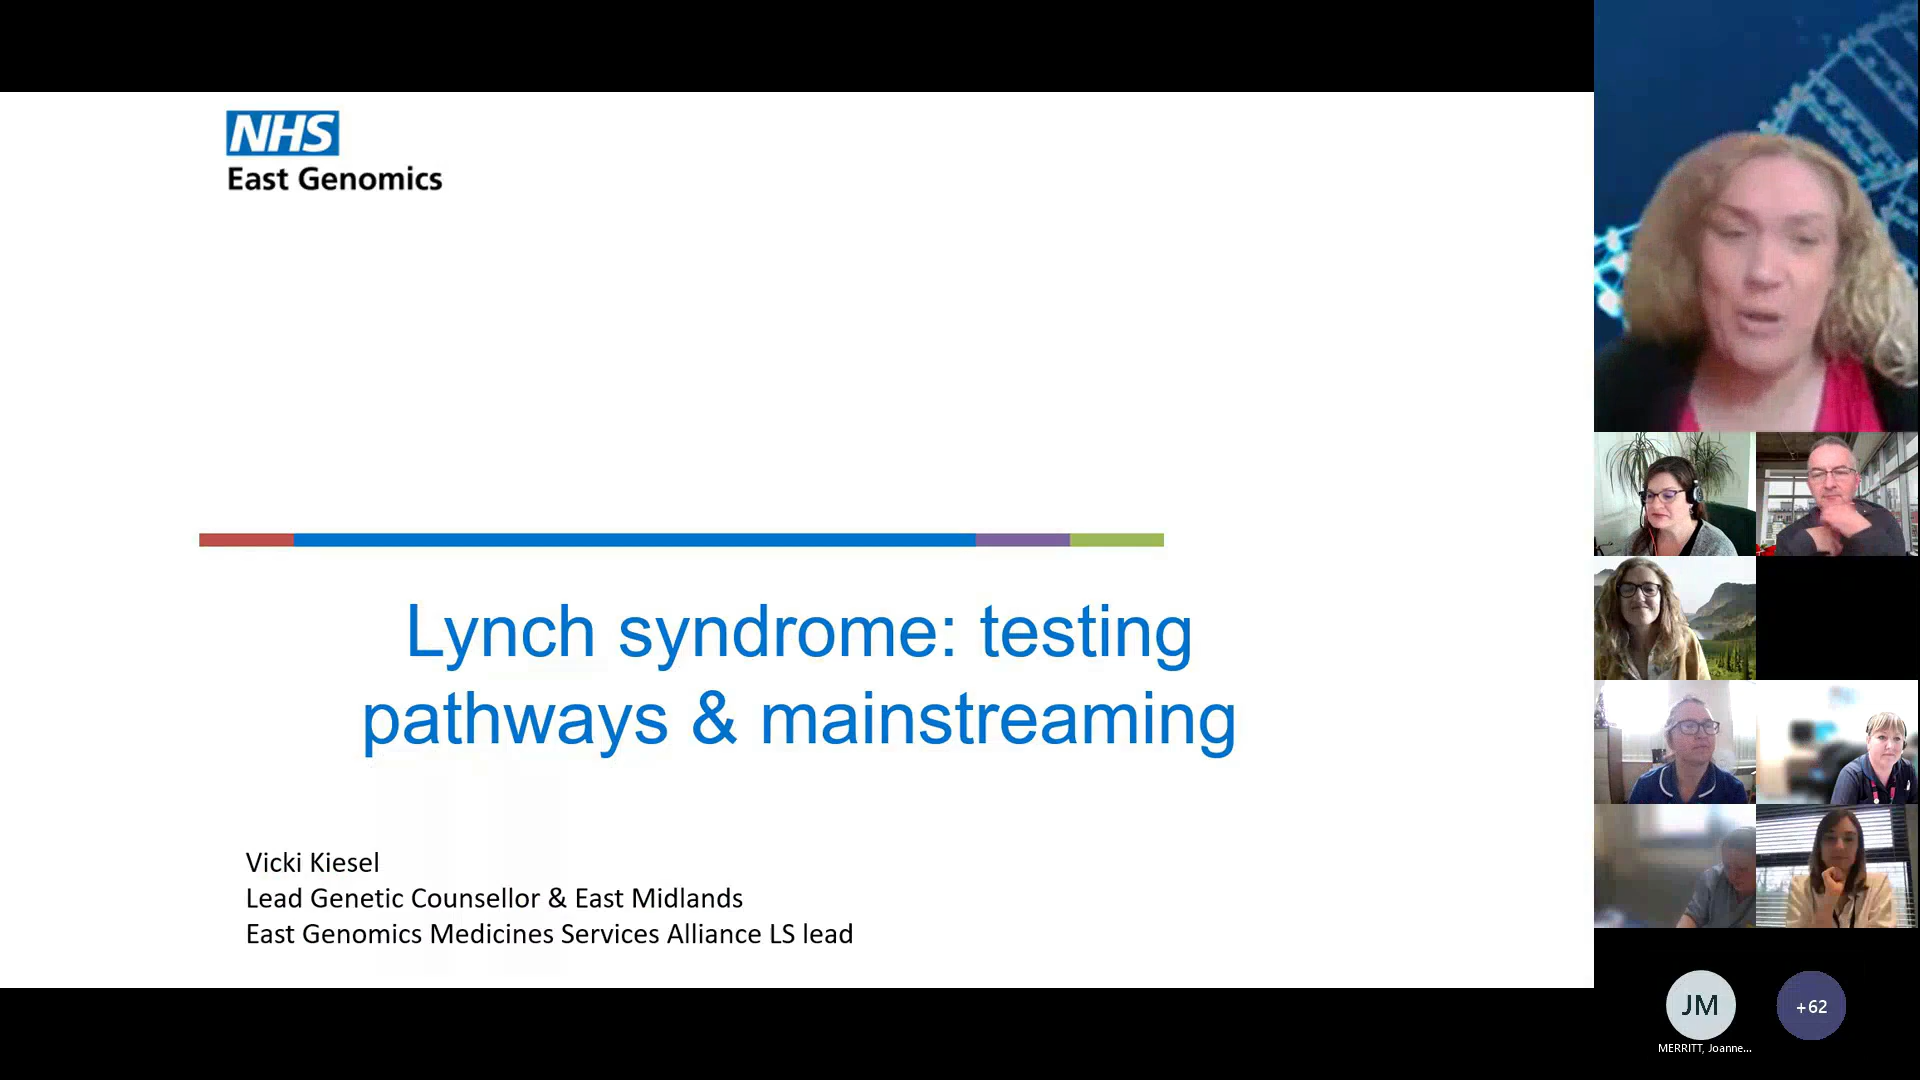 NHS
East Genomics
Lynch syndrome: testing
pathways & mainstreaming
Vicki Kiesel
Lead Genetic Counsellor & East Midlands
East Genomics Medicines Services Alliance LS lead
JM
+62
MERRITT, Joanne...